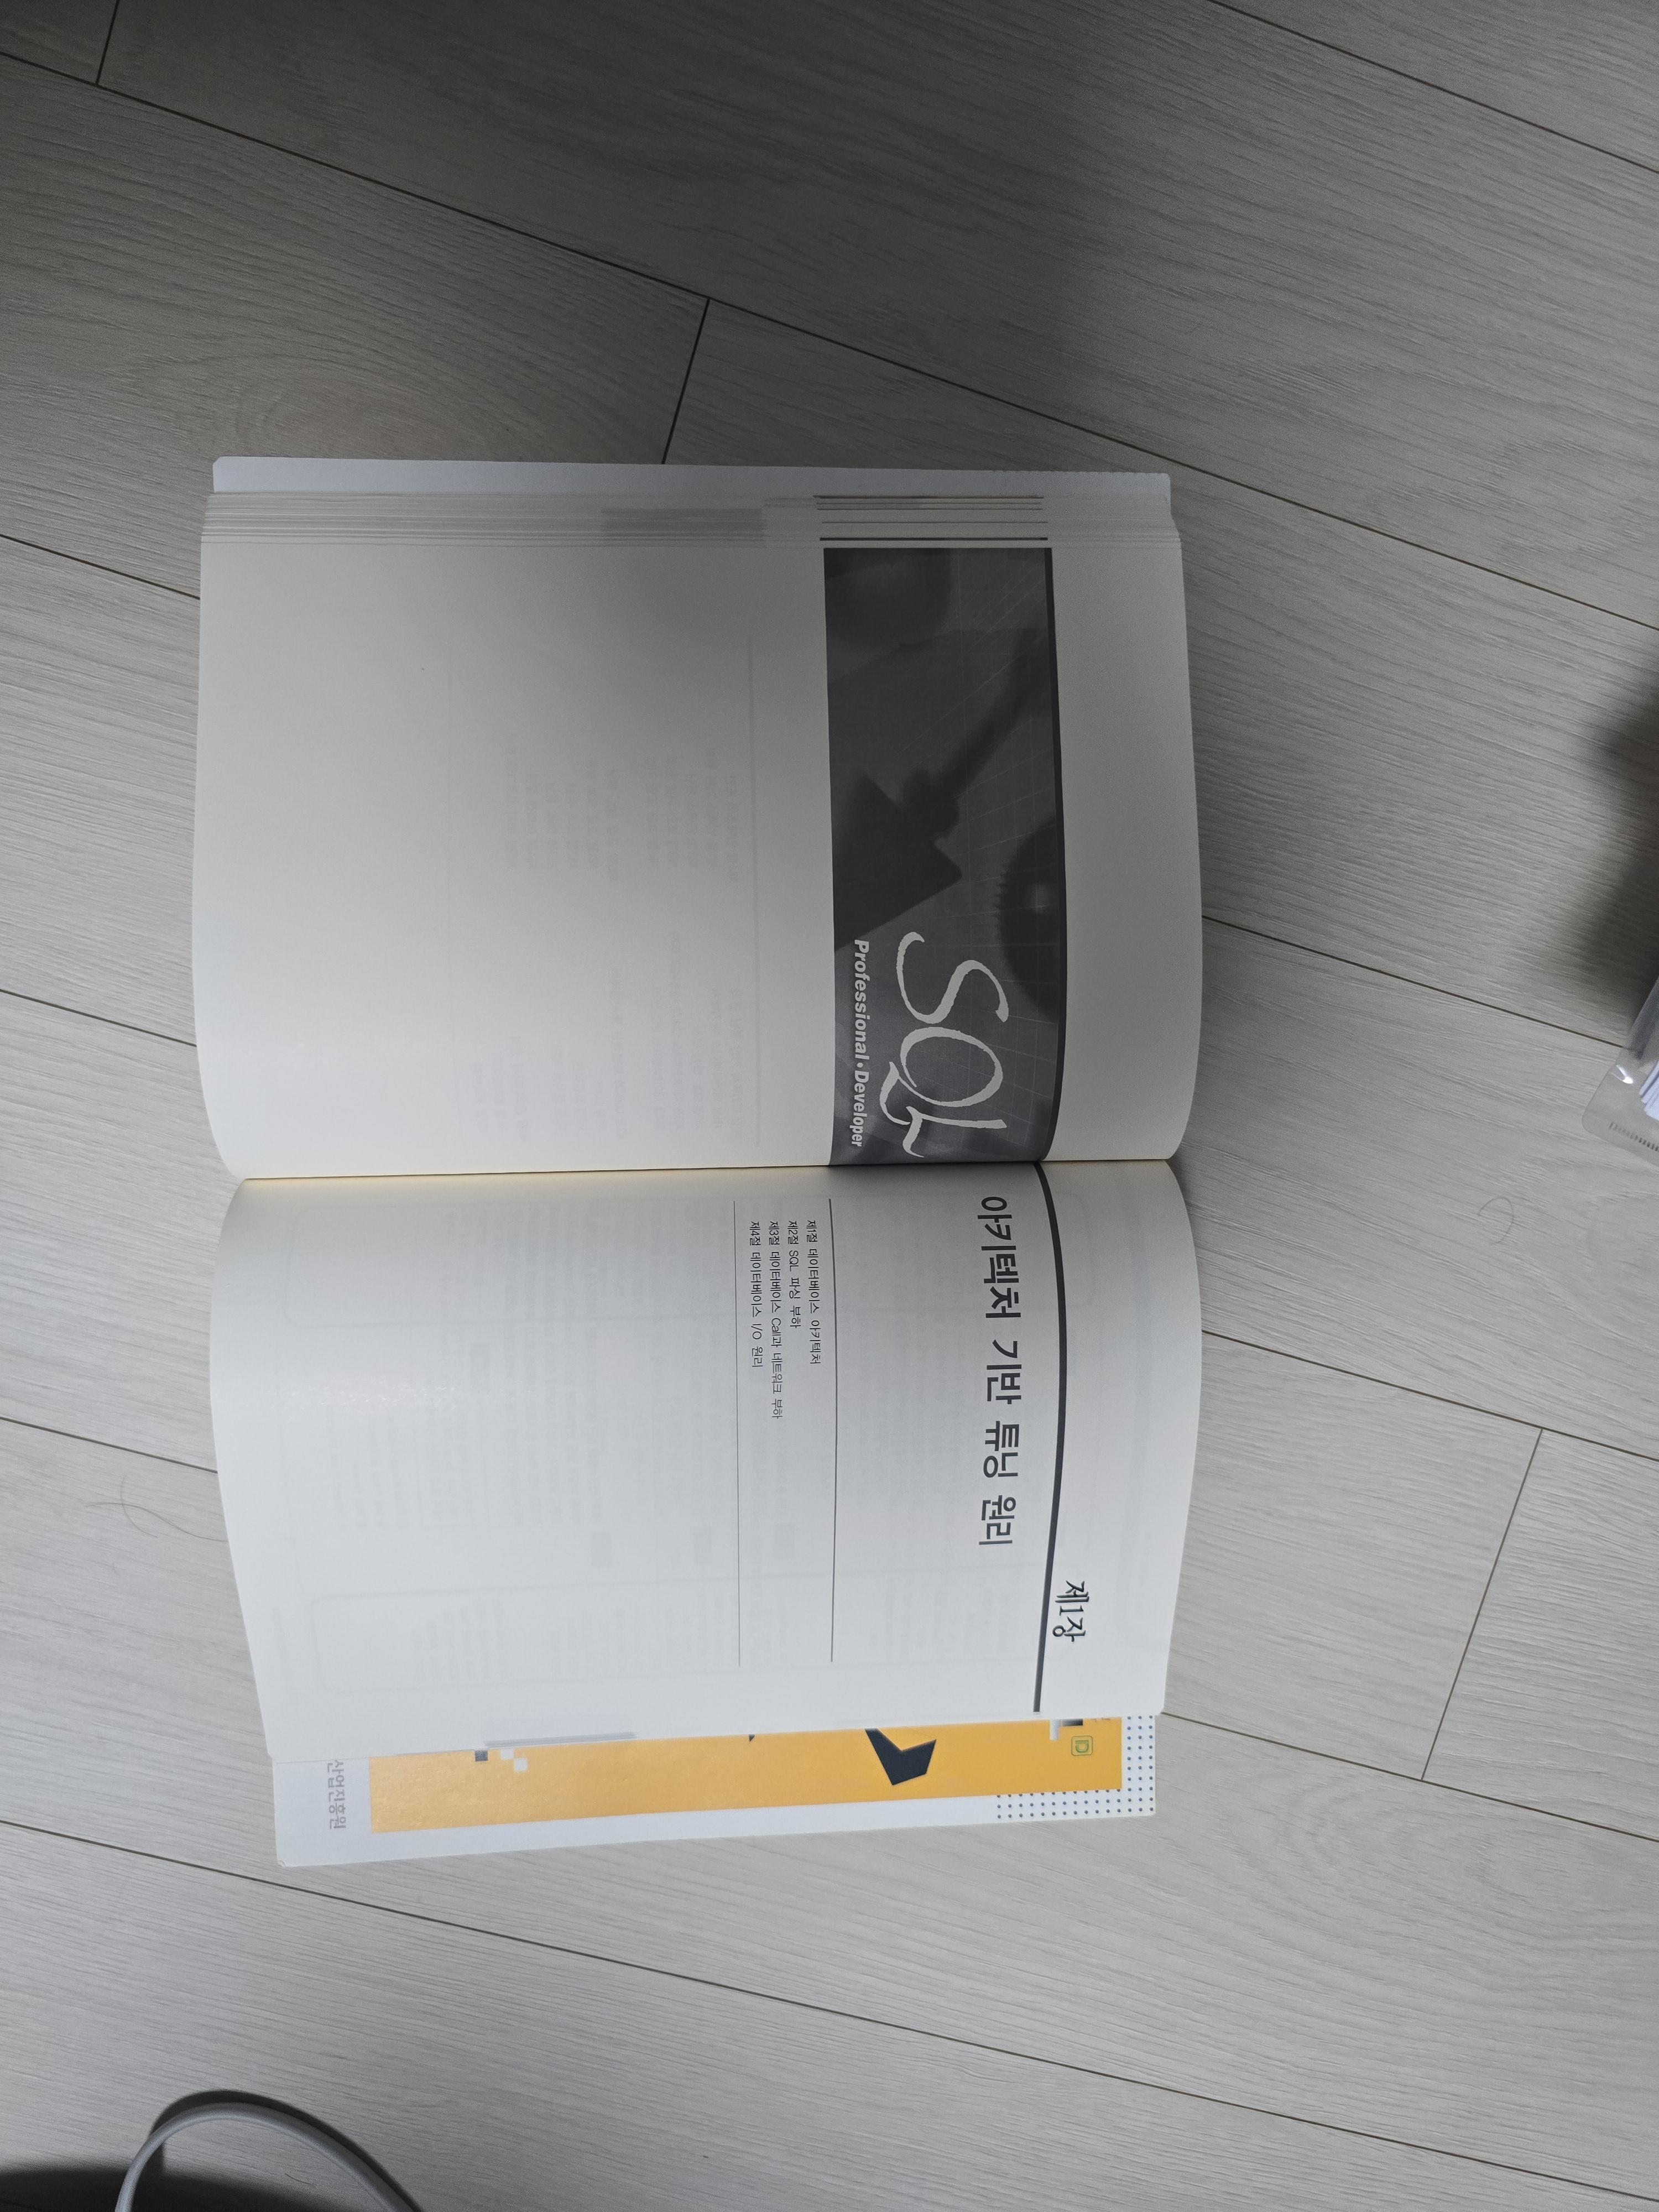 SQL
Professional•Developer
제1장
아키텍처 기반 튜닝 원리
제1절 데이터베이스 아키텍처
제2절 SQL 파싱 부하
제3절 데이터베이스 Call과 네트워크 부하
제4절 데이터베이스 I/O 원리
산업진흥원